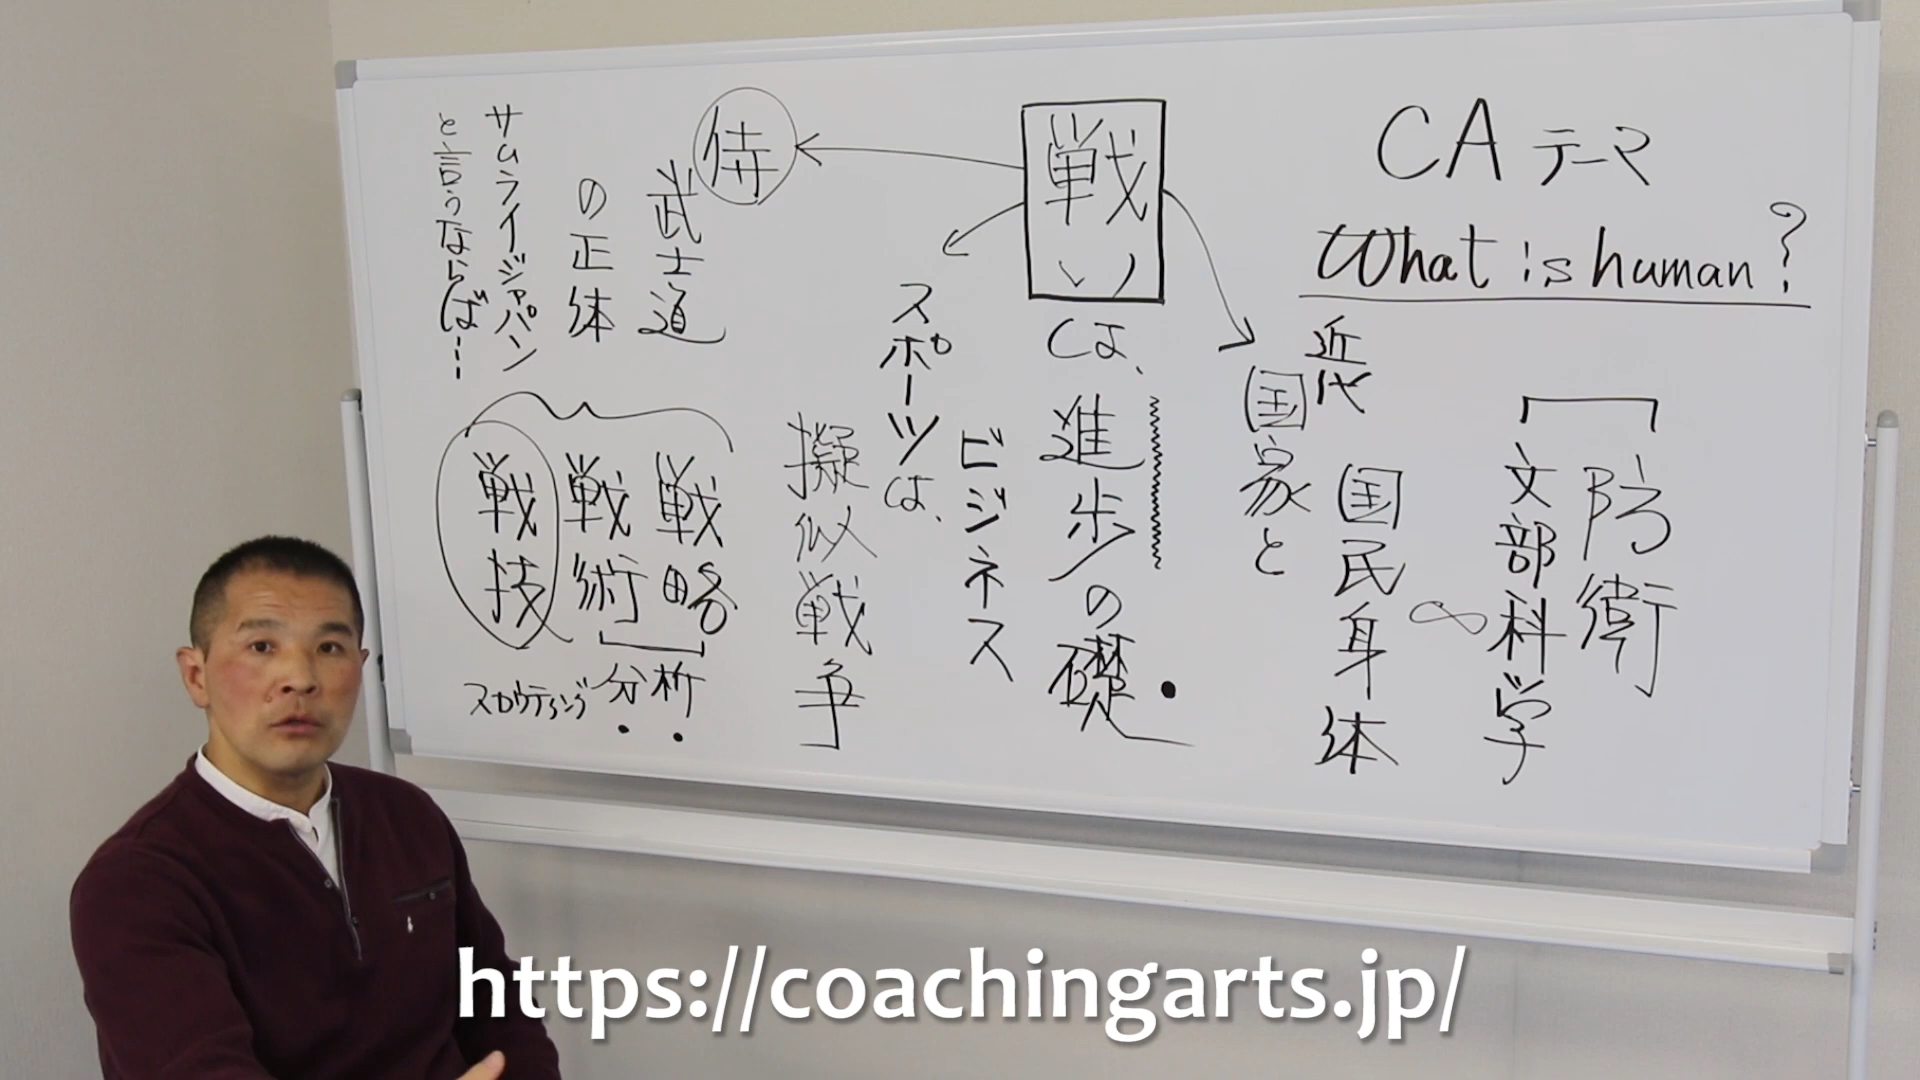 CA テーマ
What is human?
防衛
文部科学
∞
近代
国民身体
国家と
戦いは、進歩の礎
ビジネス
スポーツは、
擬似戦争
侍
武士道
の正体
サムライジャパン
と言うならば…
戦略
戦術
戦技
分析
スカウティング
https://coachingarts.jp/